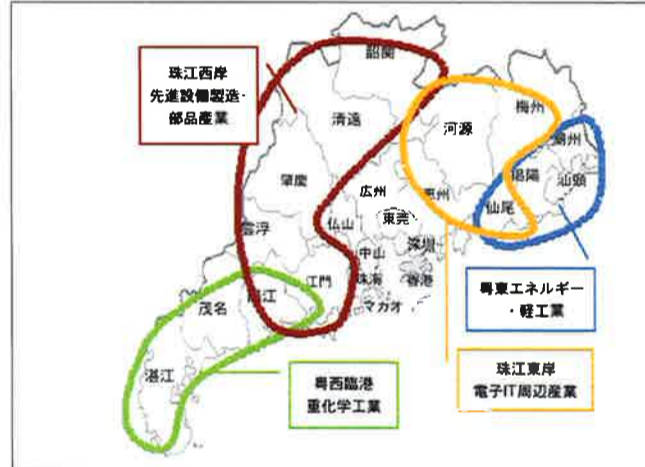 珠江西岸
先進設備製造・
部品産業
韶関
清遠
肇慶
雲浮
広州
仏山
東莞
中山
深圳
江門
珠海
香港
マカオ
陽江
茂名
湛江
河源
梅州
恵州
潮州
掲陽
汕頭
仙尾
粤東エネルギー
・軽工業
珠江東岸
電子IT周辺産業
粤西臨港
重化学工業